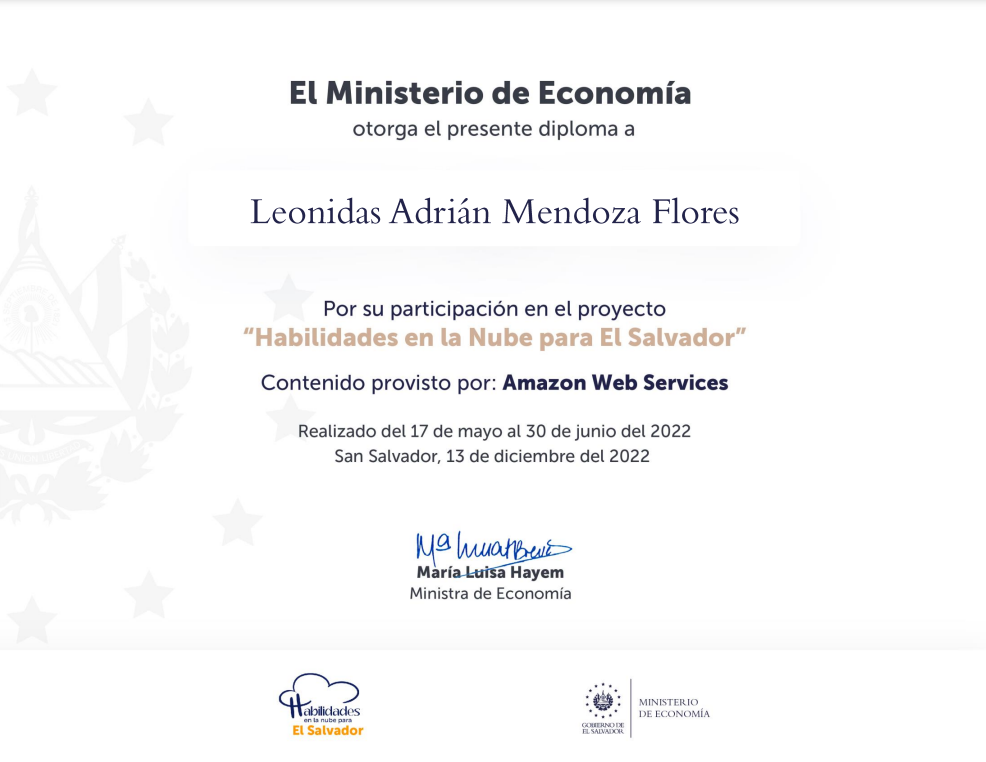 El Ministerio de Economía
otorga el presente diploma a
Leonidas Adrián Mendoza Flores
Por su participación en el proyecto
“Habilidades en la Nube para El Salvador”
Contenido provisto por: Amazon Web Services
Realizado del 17 de mayo al 30 de junio del 2022
San Salvador, 13 de diciembre del 2022
María Luisa Hayem
Ministra de Economía
Habilidades
en la nube para
El Salvador
GOBIERNO DE
EL SALVADOR
MINISTERIO
DE ECONOMÍA